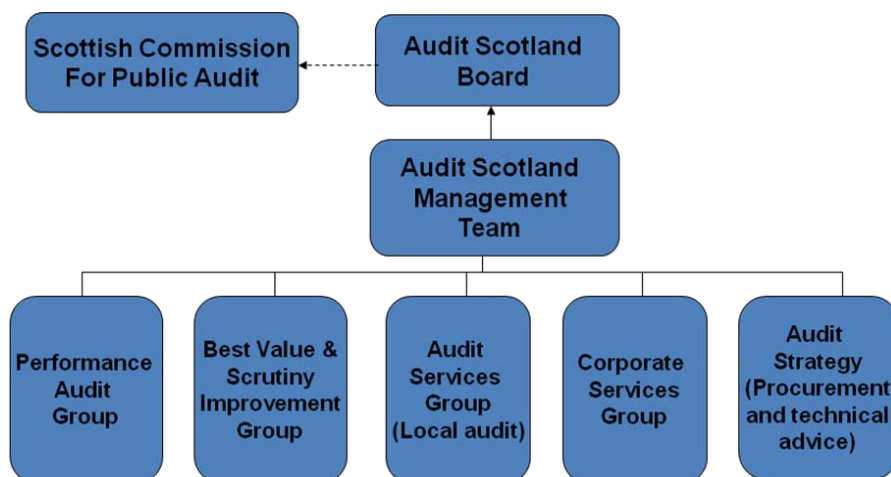 Scottish Commission
For Public Audit
Audit Scotland
Board
Audit Scotland
Management
Team
Performance
Audit
Group
Best Value &
Scrutiny
Improvement
Group
Audit
Services
Group
(Local audit)
Corporate
Services
Group
Audit
Strategy
(Procurement
and technical
advice)